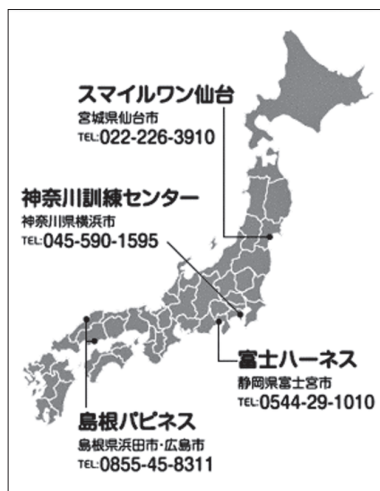 スマイルワン仙台
宮城県仙台市
TEL:022-226-3910
神奈川訓練センター
神奈川県横浜市
TEL:045-590-1595
富士ハーネス
静岡県富士宮市
TEL:0544-29-1010
島根パピネス
島根県浜田市・広島市
TEL:0855-45-8311